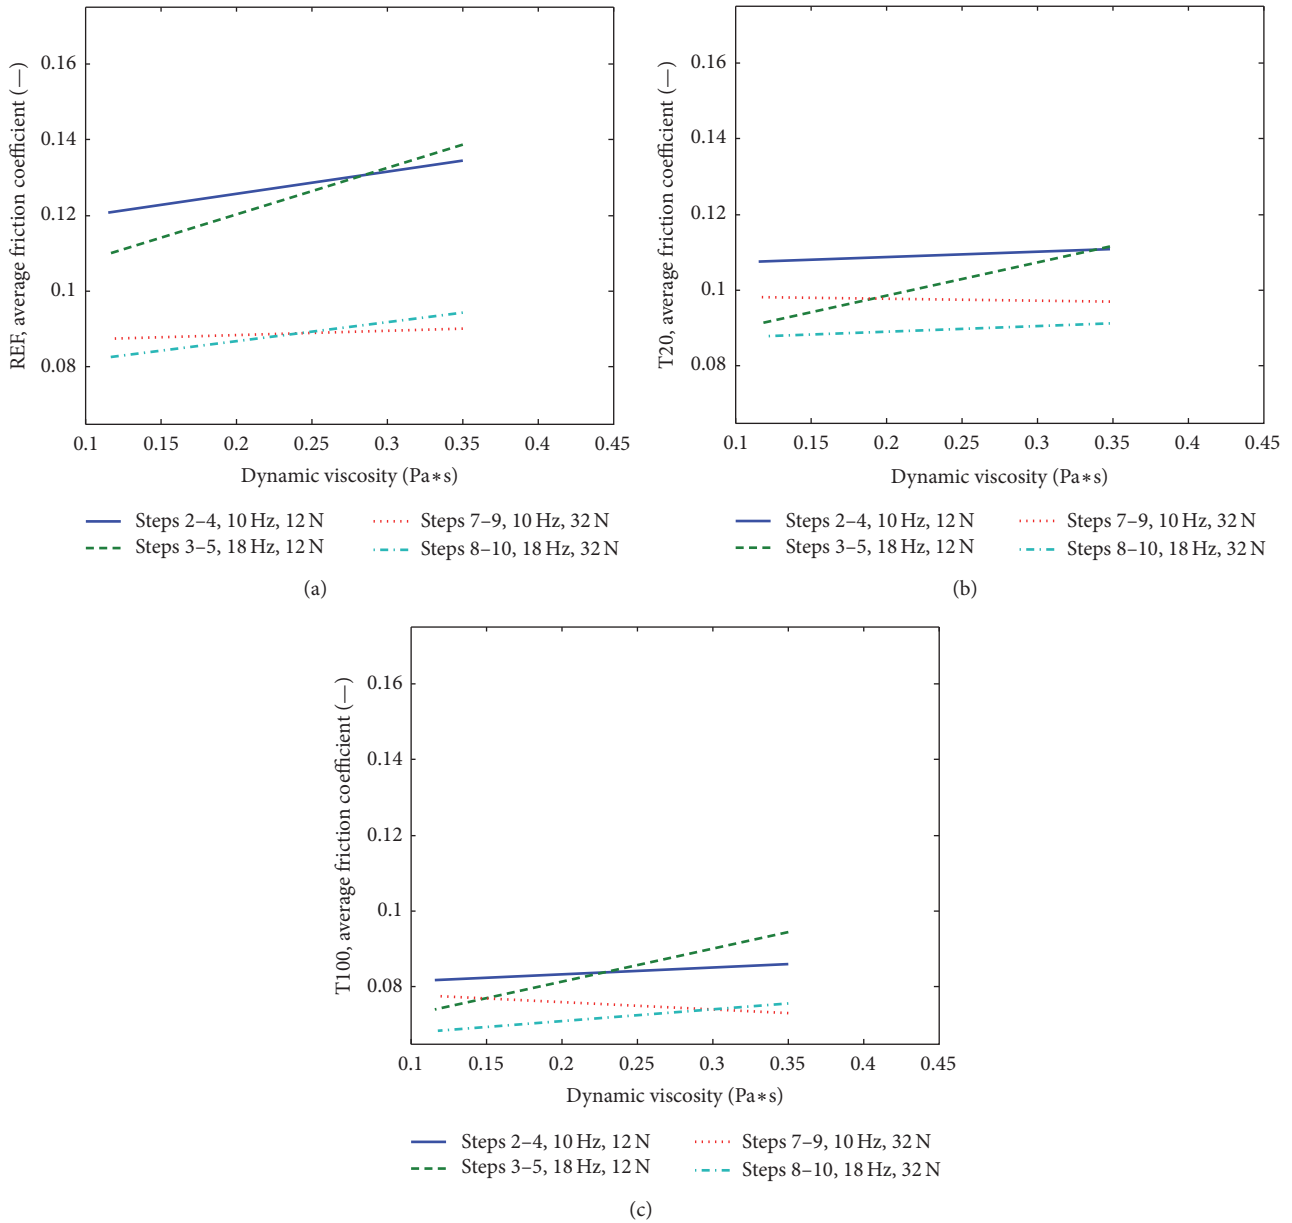 REF, average friction coefficient (—)
0.16
0.14
0.12
0.1
0.08
0.1 0.15 0.2 0.25 0.3 0.35 0.4 0.45
Dynamic viscosity (Pa∗s)
Steps 2–4, 10 Hz, 12 N
Steps 3–5, 18 Hz, 12 N
Steps 7–9, 10 Hz, 32 N
Steps 8–10, 18 Hz, 32 N
(a)
T20, average friction coefficient (—)
0.16
0.14
0.12
0.1
0.08
0.1 0.15 0.2 0.25 0.3 0.35 0.4 0.45
Dynamic viscosity (Pa∗s)
Steps 2–4, 10 Hz, 12 N
Steps 3–5, 18 Hz, 12 N
Steps 7–9, 10 Hz, 32 N
Steps 8–10, 18 Hz, 32 N
(b)
T100, average friction coefficient (—)
0.16
0.14
0.12
0.1
0.08
0.1 0.15 0.2 0.25 0.3 0.35 0.4 0.45
Dynamic viscosity (Pa∗s)
Steps 2–4, 10 Hz, 12 N
Steps 3–5, 18 Hz, 12 N
Steps 7–9, 10 Hz, 32 N
Steps 8–10, 18 Hz, 32 N
(c)